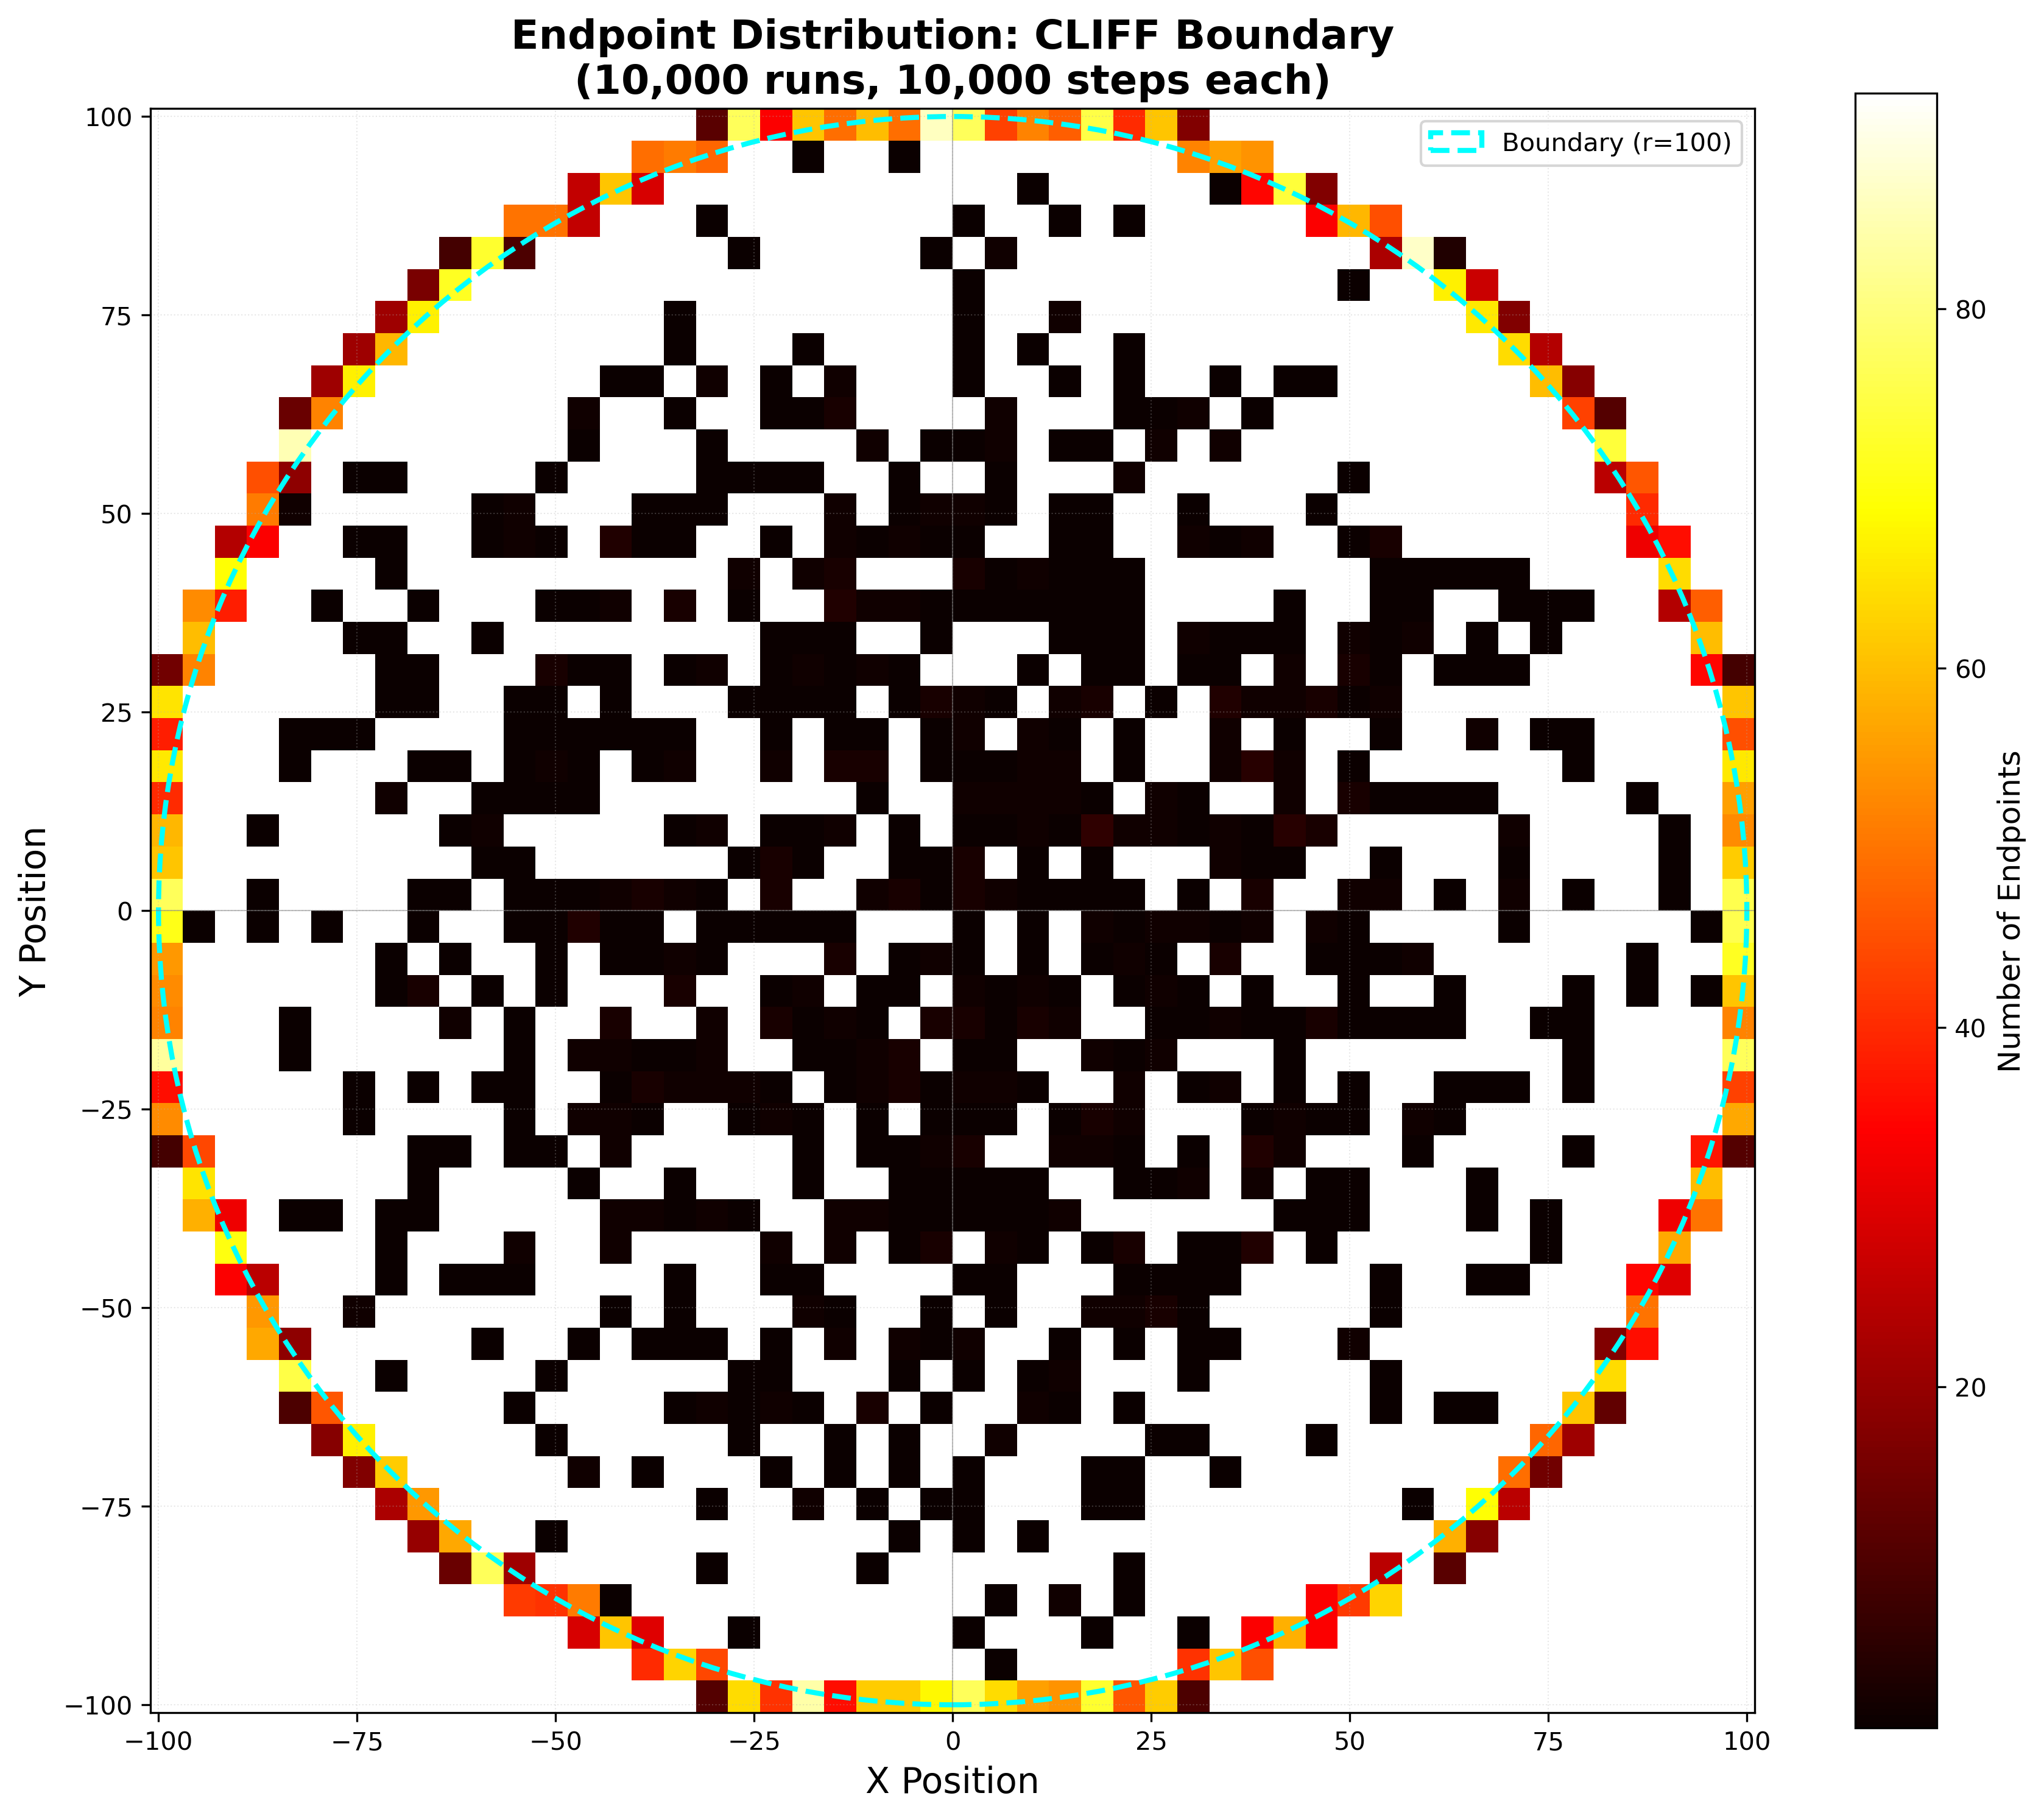 Endpoint Distribution: CLIFF Boundary
(10,000 runs, 10,000 steps each)
Boundary (r=100)
100
75
50
25
0
−25
−50
−75
−100
Y Position
−100 −75 −50 −25 0 25 50 75 100
X Position
80
60
40
20
Number of Endpoints